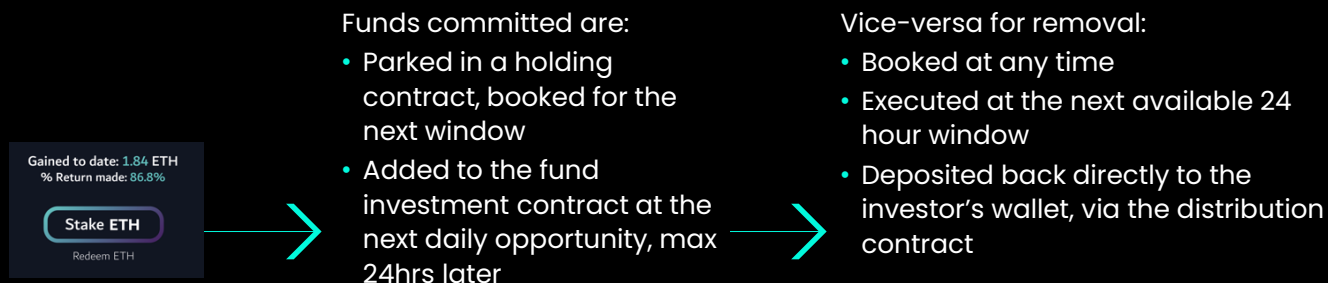 Gained to date: 1.84 ETH
% Return made: 86.8%
Stake ETH
Redeem ETH
Funds committed are:
• Parked in a holding
contract, booked for the
next window
• Added to the fund
investment contract at the
next daily opportunity, max
24hrs later
Vice-versa for removal:
• Booked at any time
• Executed at the next available 24
hour window
• Deposited back directly to the
investor’s wallet, via the distribution
contract